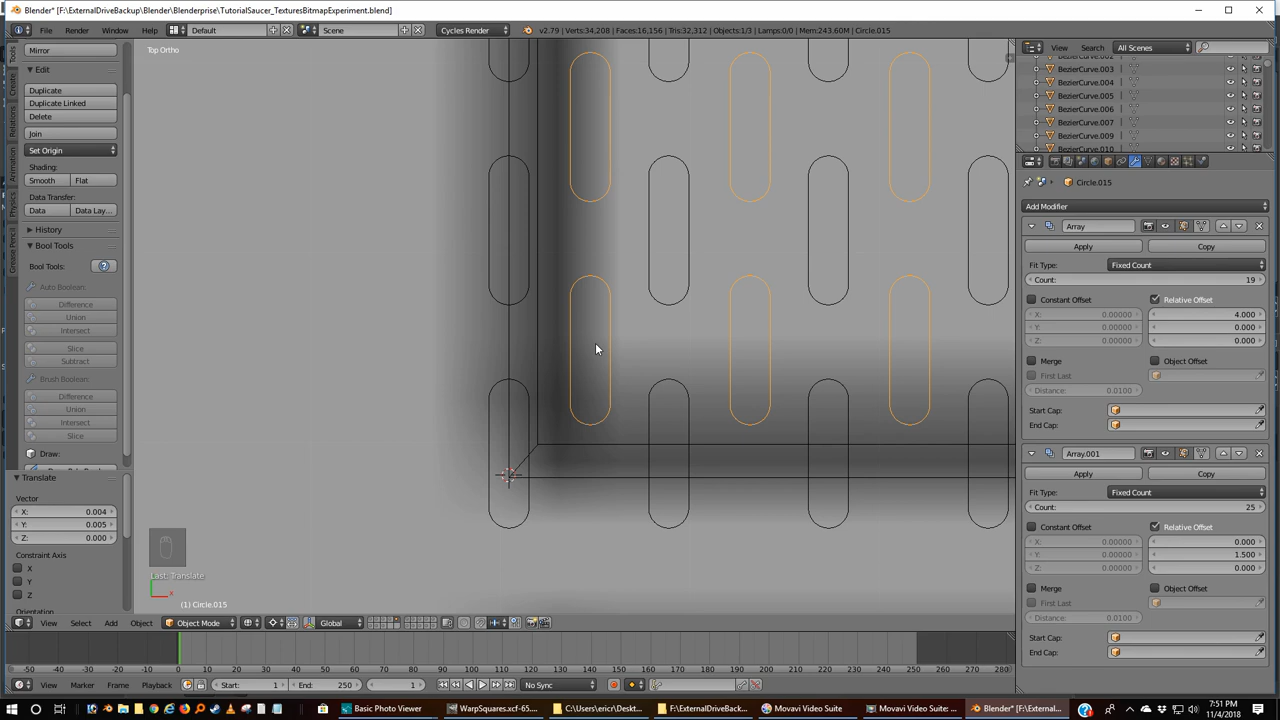 Blender* [F:\ExternalDriveBackup\Blender\Blenderprise\TutorialSaucer_TexturesBitmapExperiment.blend]
File Render Window Help Default Scene Cycles Render v2.79 | Verts:34,208 | Faces:16,156 | Tris:32,312 | Objects:1/3 | Lamps:0/0 | Mem:243.60M | Circle.015
Tools
Create
Relations
Animation
Physics
Grease Pencil
Mirror
Edit
Duplicate
Duplicate Linked
Delete
Join
Set Origin
Shading:
Smooth Flat
Data Transfer:
Data Data Lay...
History
Bool Tools
Bool Tools:
Auto Boolean:
Difference
Union
Intersect
Slice
Subtract
Brush Boolean:
Difference
Union
Intersect
Slice
Draw:
Translate
Vector
X: 0.004
Y: 0.005
Z: 0.000
Constraint Axis
X
Y
Z
Orientation
Top Ortho
Last: Translate
x
(1) Circle.015
View Select Add Object Object Mode Global
View Search All Scenes
BezierCurve.003
BezierCurve.004
BezierCurve.005
BezierCurve.006
BezierCurve.007
BezierCurve.009
BezierCurve.010
Circle.015
Add Modifier
Array
Apply Copy
Fit Type: Fixed Count
Count: 19
Constant Offset Relative Offset
X: 0.00000 4.000
Y: 0.00000 0.000
Z: 0.00000 0.000
Merge Object Offset
First Last
Distance: 0.0100
Start Cap:
End Cap:
Array.001
Apply Copy
Fit Type: Fixed Count
Count: 25
Constant Offset Relative Offset
X: 0.00000 0.000
Y: 0.00000 1.500
Z: 0.00000 0.000
Merge Object Offset
First Last
Distance: 0.0100
Start Cap:
End Cap:
-50 -40 -30 -20 -10 0 10 20 30 40 50 60 70 80 90 100 110 120 130 140 150 160 170 180 190 200 210 220 230 240 250 260 270 280
View Marker Frame Playback Start: 1 End: 250 1 No Sync
Basic Photo Viewer WarpSquares.xcf-65... C:\users\ericr\Deskt... F:\ExternalDriveBack... Movavi Video Suite Movavi Video Suite: ... Blender* [F:\External... 7:51 PM
11/4/2018